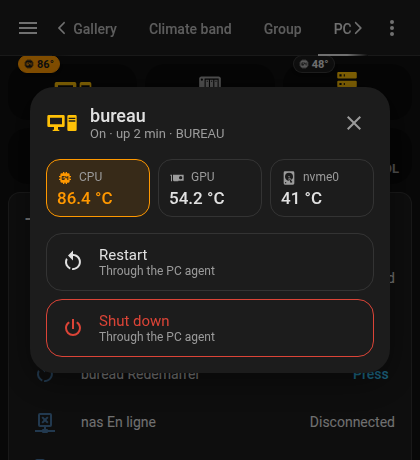 Gallery
Climate band
Group
PC
86°
48°
bureau
On · up 2 min · BUREAU
CPU
86.4 °C
GPU
54.2 °C
nvme0
41 °C
Restart
Through the PC agent
Shut down
Through the PC agent
bureau Redémarrer
Press
nas En ligne
Disconnected